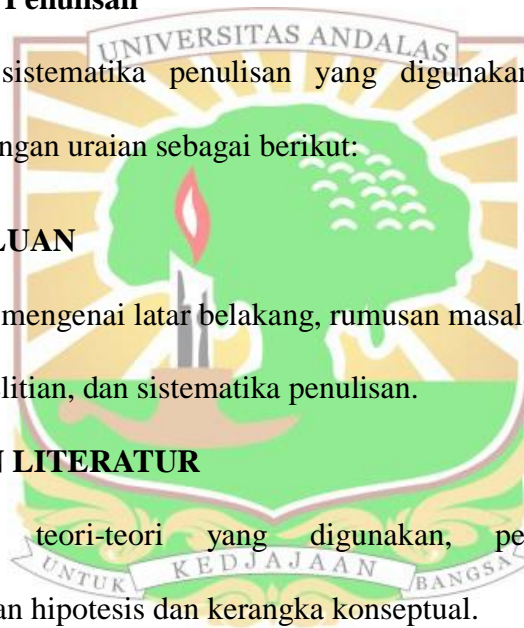 Penulisan
UNIVERSITAS ANDALAS
sistematika penulisan yang digunakan
ngan uraian sebagai berikut:
LUAN
mengenai latar belakang, rumusan masal
elitian, dan sistematika penulisan.
N LITERATUR
teori-teori yang digunakan, pe
UNTUK KEDJAJAAN BANGSA
an hipotesis dan kerangka konseptual.